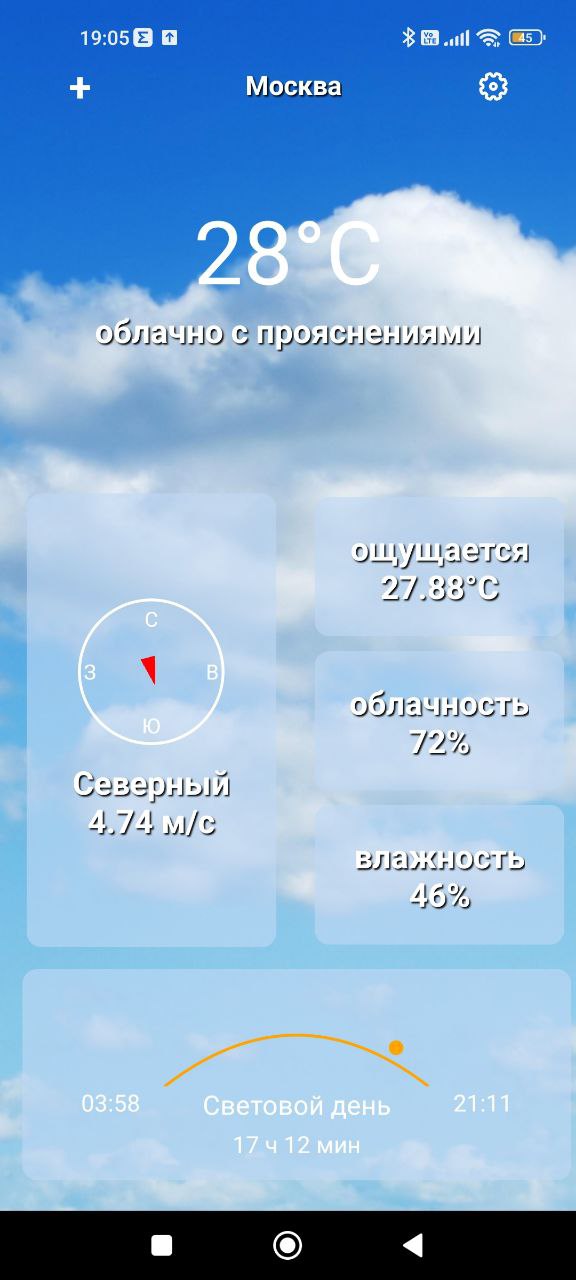 19:05
Vo LTE
45
Москва
28°C
облачно с прояснениями
С
З
В
Ю
Северный
4.74 м/с
ощущается
27.88°C
облачность
72%
влажность
46%
03:58
Световой день
21:11
17 ч 12 мин